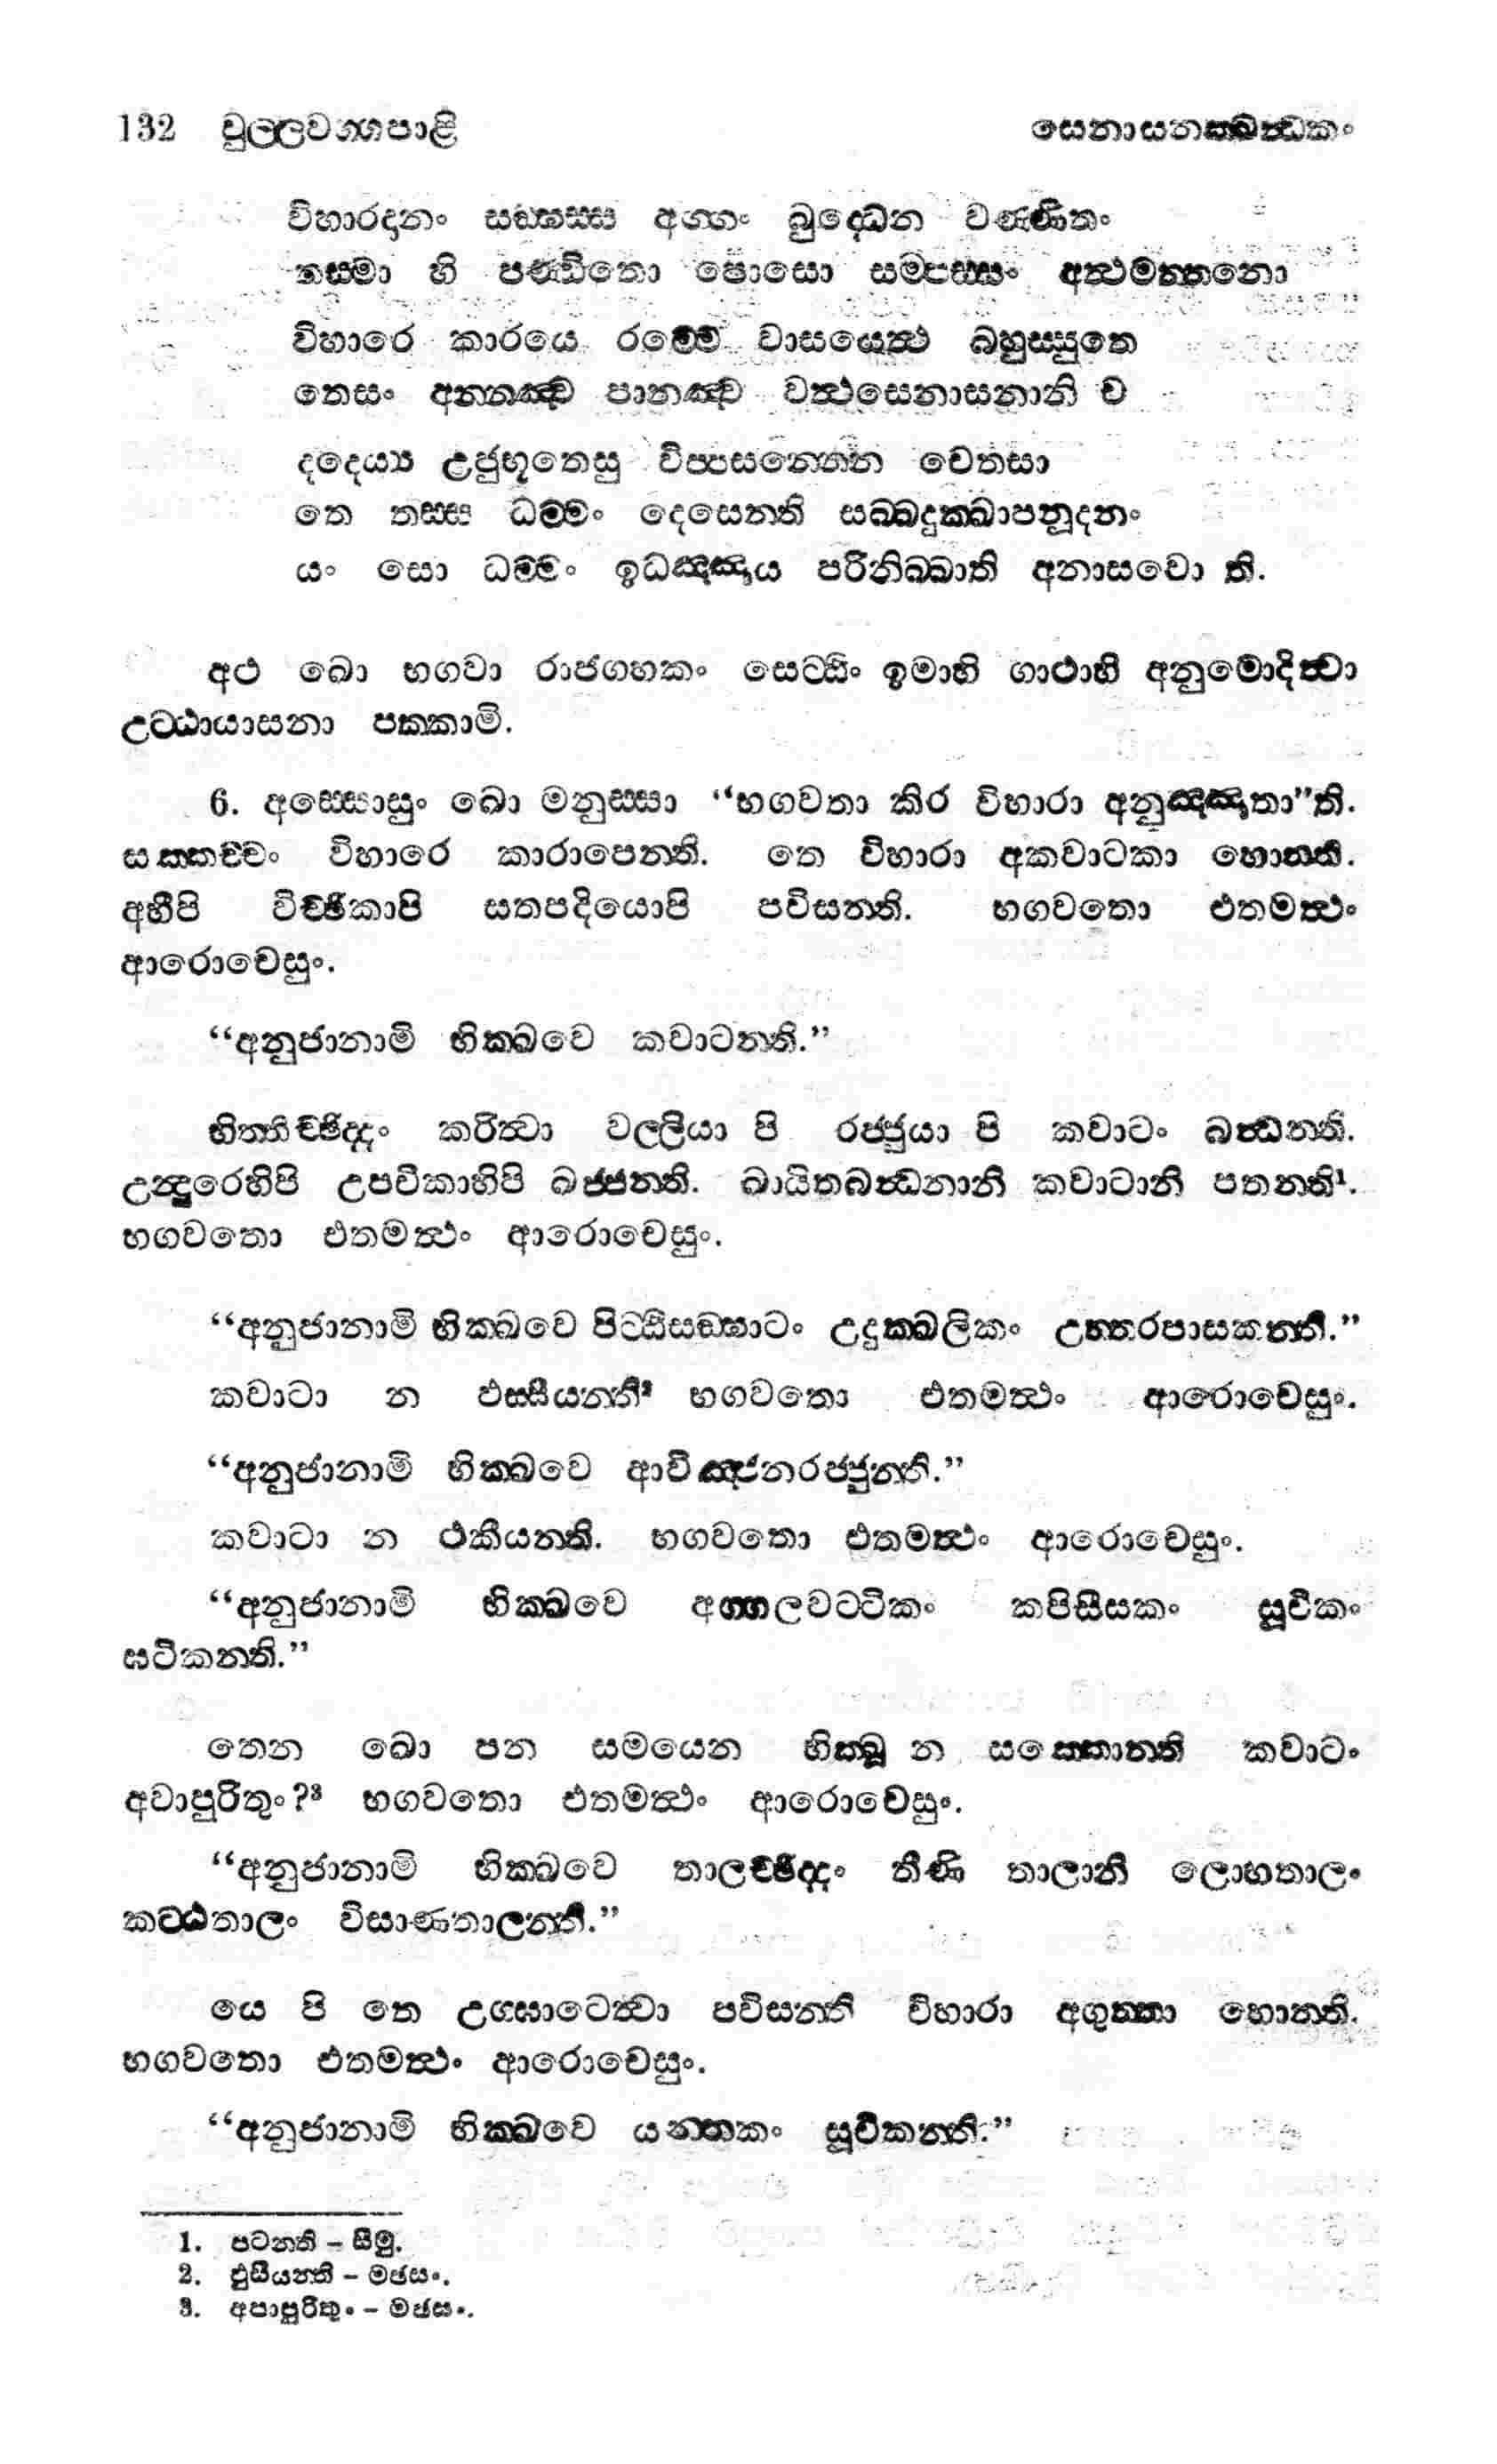 132 චුල්ලවග්ගපාළි සෙනාසනක්ඛන්ධකං
විහාරදානං සඞ්ඝස්ස අග්ගං බුද්ධෙන වණ්ණිතං
තස්මා හි පණ්ඩිතො පොසො සම්පස්සං අත්ථමත්තනො
විහාරෙ කාරයෙ රම්මෙ වාසයෙත්ථ බහුස්සුතෙ
තෙසං අන්නඤ්ච පානඤ්ච වත්ථසෙනාසනානි ච
දදෙය්‍ය උජුභූතෙසු විප්පසන්නෙන චෙතසා
තෙ තස්ස ධම්මං දෙසෙන්ති සබ්බදුක්ඛාපනූදනං
යං සො ධම්මං ඉධඤ්ඤාය පරිනිබ්බාති අනාසවො ති.
අථ ඛො භගවා රාජගහකං සෙට්ඨිං ඉමාහි ගාථාහි අනුමොදිත්වා
උට්ඨායාසනා පක්කාමි.
6. අස්සොසුං ඛො මනුස්සා “භගවතා කිර විහාරා අනුඤ්ඤාතා”ති.
සක්කච්චං විහාරෙ කාරාපෙන්ති. තෙ විහාරා අකවාටකා හොන්ති.
අහීපි විච්ඡිකාපි සතපදියොපි පවිසන්ති. භගවතො එතමත්ථං
ආරොචෙසුං.
“අනුජානාමි භික්ඛවෙ කවාටන්ති.”
භිත්තිච්ඡිද්දං කරිත්වා වල්ලියා පි රජ්ජුයා පි කවාටං බන්ධන්ති.
උන්දුරෙහිපි උපචිකාහිපි ඛජ්ජන්ති. ඛායිතබන්ධනානි කවාටානි පතන්ති¹.
භගවතො එතමත්ථං ආරොචෙසුං.
“අනුජානාමි භික්ඛවෙ පිට්ඨිසඞ්ඝාටං උදුක්ඛලිකං උත්තරපාසකන්ති.”
කවාටා න ඵස්සීයන්ති² භගවතො එතමත්ථං ආරොචෙසුං.
“අනුජානාමි භික්ඛවෙ ආවිඤ්ජනරජ්ජුන්ති.”
කවාටා න ථකීයන්ති. භගවතො එතමත්ථං ආරොචෙසුං.
“අනුජානාමි භික්ඛවෙ අග්ගලවට්ටිකං කපිසීසකං සූචිකං
ඝටිකන්ති.”
තෙන ඛො පන සමයෙන භික්ඛූ න සක්කොන්ති කවාටං
අවාපුරිතුං?³ භගවතො එතමත්ථං ආරොචෙසුං.
“අනුජානාමි භික්ඛවෙ තාලච්ඡිද්දං තීණි තාලානි ලොහතාලං
කට්ඨතාලං විසාණතාලන්ති.”
යෙ පි තෙ උග්ඝාටෙත්වා පවිසන්ති විහාරා අගුත්තා හොන්ති.
භගවතො එතමත්ථං ආරොචෙසුං.
“අනුජානාමි භික්ඛවෙ යන්තකං සූචිකන්ති.”
1. පටන්ති – සීමු.
2. ඵුසීයන්ති – මඡසං.
3. අපාපුරිතුං – මඡසං.